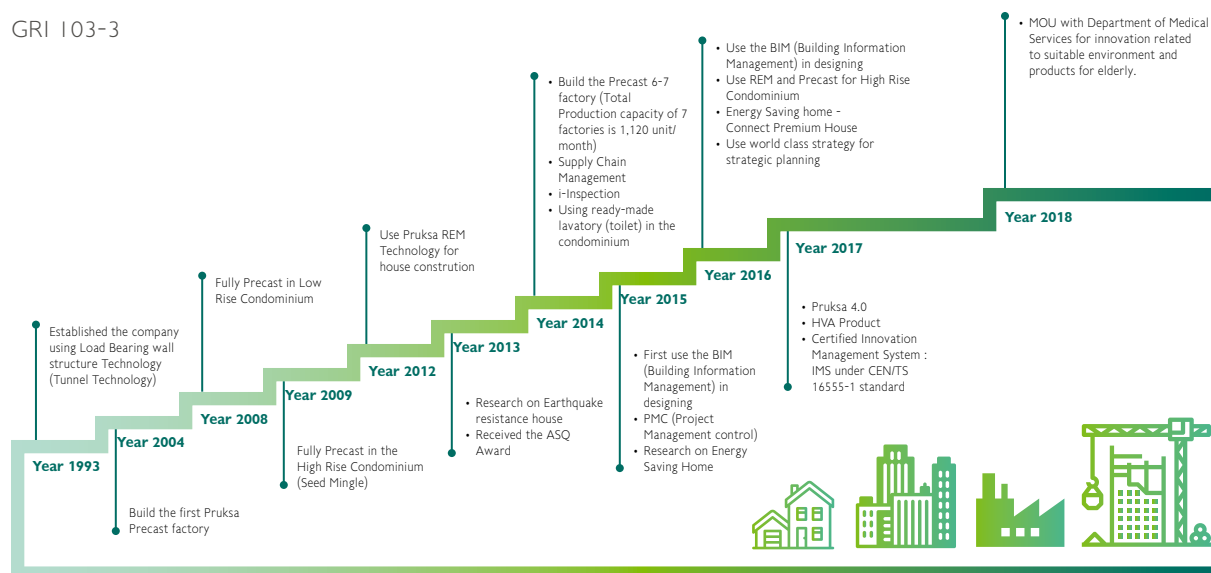 GRI 103-3
Established the company
using Load Bearing wall
structure Technology
(Tunnel Technology)
Year 1993
Year 2004
Build the first Pruksa
Precast factory
Fully Precast in Low
Rise Condominium
Year 2008
Year 2009
Fully Precast in the
High Rise Condominium
(Seed Mingle)
Use Pruksa REM
Technology for
house constrution
Year 2012
Year 2013
• Research on Earthquake
resistance house
• Received the ASQ
Award
• Build the Precast 6-7
factory (Total
Production capacity of 7
factories is 1,120 unit/
month)
• Supply Chain
Management
• i-Inspection
• Using ready-made
lavatory (toilet) in the
condominium
Year 2014
Year 2015
• First use the BIM
(Building Information
Management) in
designing
• PMC (Project
Management control)
• Research on Energy
Saving Home
• Use the BIM (Building Information
Management) in designing
• Use REM and Precast for High Rise
Condominium
• Energy Saving home -
Connect Premium House
• Use world class strategy for
strategic planning
Year 2016
Year 2017
• Pruksa 4.0
• HVA Product
• Certified Innovation
Management System :
IMS under CEN/TS
16555-1 standard
• MOU with Department of Medical
Services for innovation related
to suitable environment and
products for elderly.
Year 2018